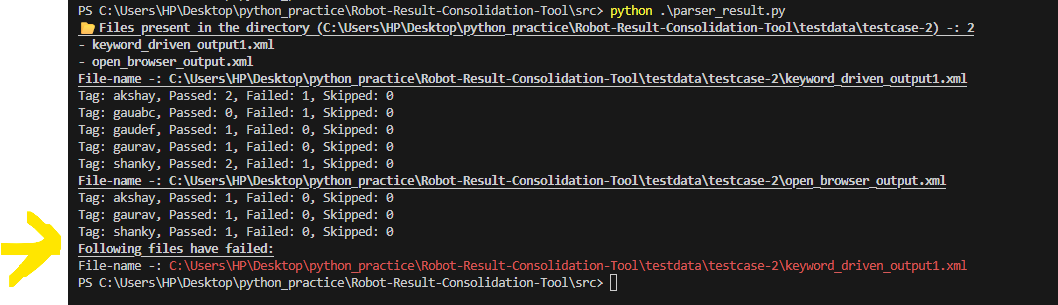 PS C:\Users\HP\Desktop\python_practice\Robot-Result-Consolidation-Tool\src> python .\parser_result.py
Files present in the directory (C:\Users\HP\Desktop\python_practice\Robot-Result-Consolidation-Tool\testdata\testcase-2) -: 2
- keyword_driven_output1.xml
- open_browser_output.xml
File-name -: C:\Users\HP\Desktop\python_practice\Robot-Result-Consolidation-Tool\testdata\testcase-2\keyword_driven_output1.xml
Tag: akshay, Passed: 2, Failed: 1, Skipped: 0
Tag: gauabc, Passed: 0, Failed: 1, Skipped: 0
Tag: gaudef, Passed: 1, Failed: 0, Skipped: 0
Tag: gaurav, Passed: 1, Failed: 0, Skipped: 0
Tag: shanky, Passed: 2, Failed: 1, Skipped: 0
File-name -: C:\Users\HP\Desktop\python_practice\Robot-Result-Consolidation-Tool\testdata\testcase-2\open_browser_output.xml
Tag: akshay, Passed: 1, Failed: 0, Skipped: 0
Tag: gaurav, Passed: 1, Failed: 0, Skipped: 0
Tag: shanky, Passed: 1, Failed: 0, Skipped: 0
Following files have failed:
File-name -: C:\Users\HP\Desktop\python_practice\Robot-Result-Consolidation-Tool\testdata\testcase-2\keyword_driven_output1.xml
PS C:\Users\HP\Desktop\python_practice\Robot-Result-Consolidation-Tool\src>